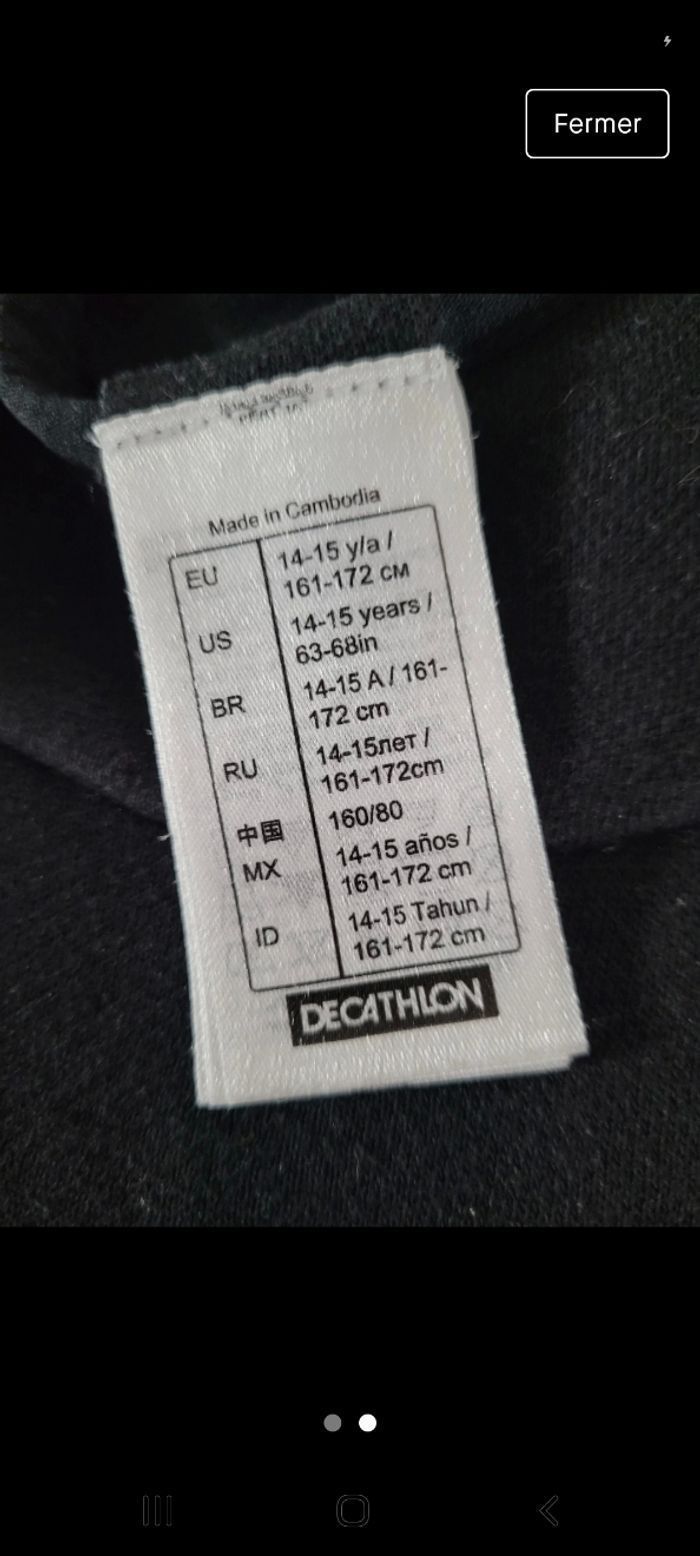 Fermer
Made in Cambodia
EU 14-15 y/a /
161-172 см
US 14-15 years /
63-68in
BR 14-15 A / 161-
172 cm
RU 14-15лет /
161-172cm
中国 160/80
MX 14-15 años /
161-172 cm
ID 14-15 Tahun /
161-172 cm
DECATHLON